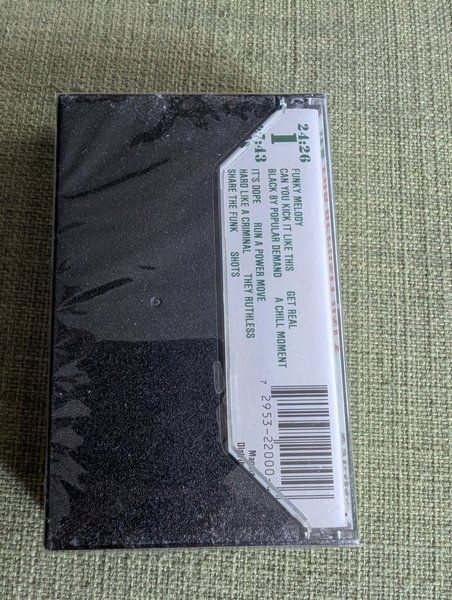 24:26
1
FUNKY MELODY GET REAL
CAN YOU KICK IT LIKE THIS A CHILL MOMENT
BLACK BY POPULAR DEMAND
:43
IT'S DOPE RUN A POWER MOVE
HARD LIKE A CRIMINAL THEY RUTHLESS
SHARE THE FUNK SHOTS
7 2953-22000